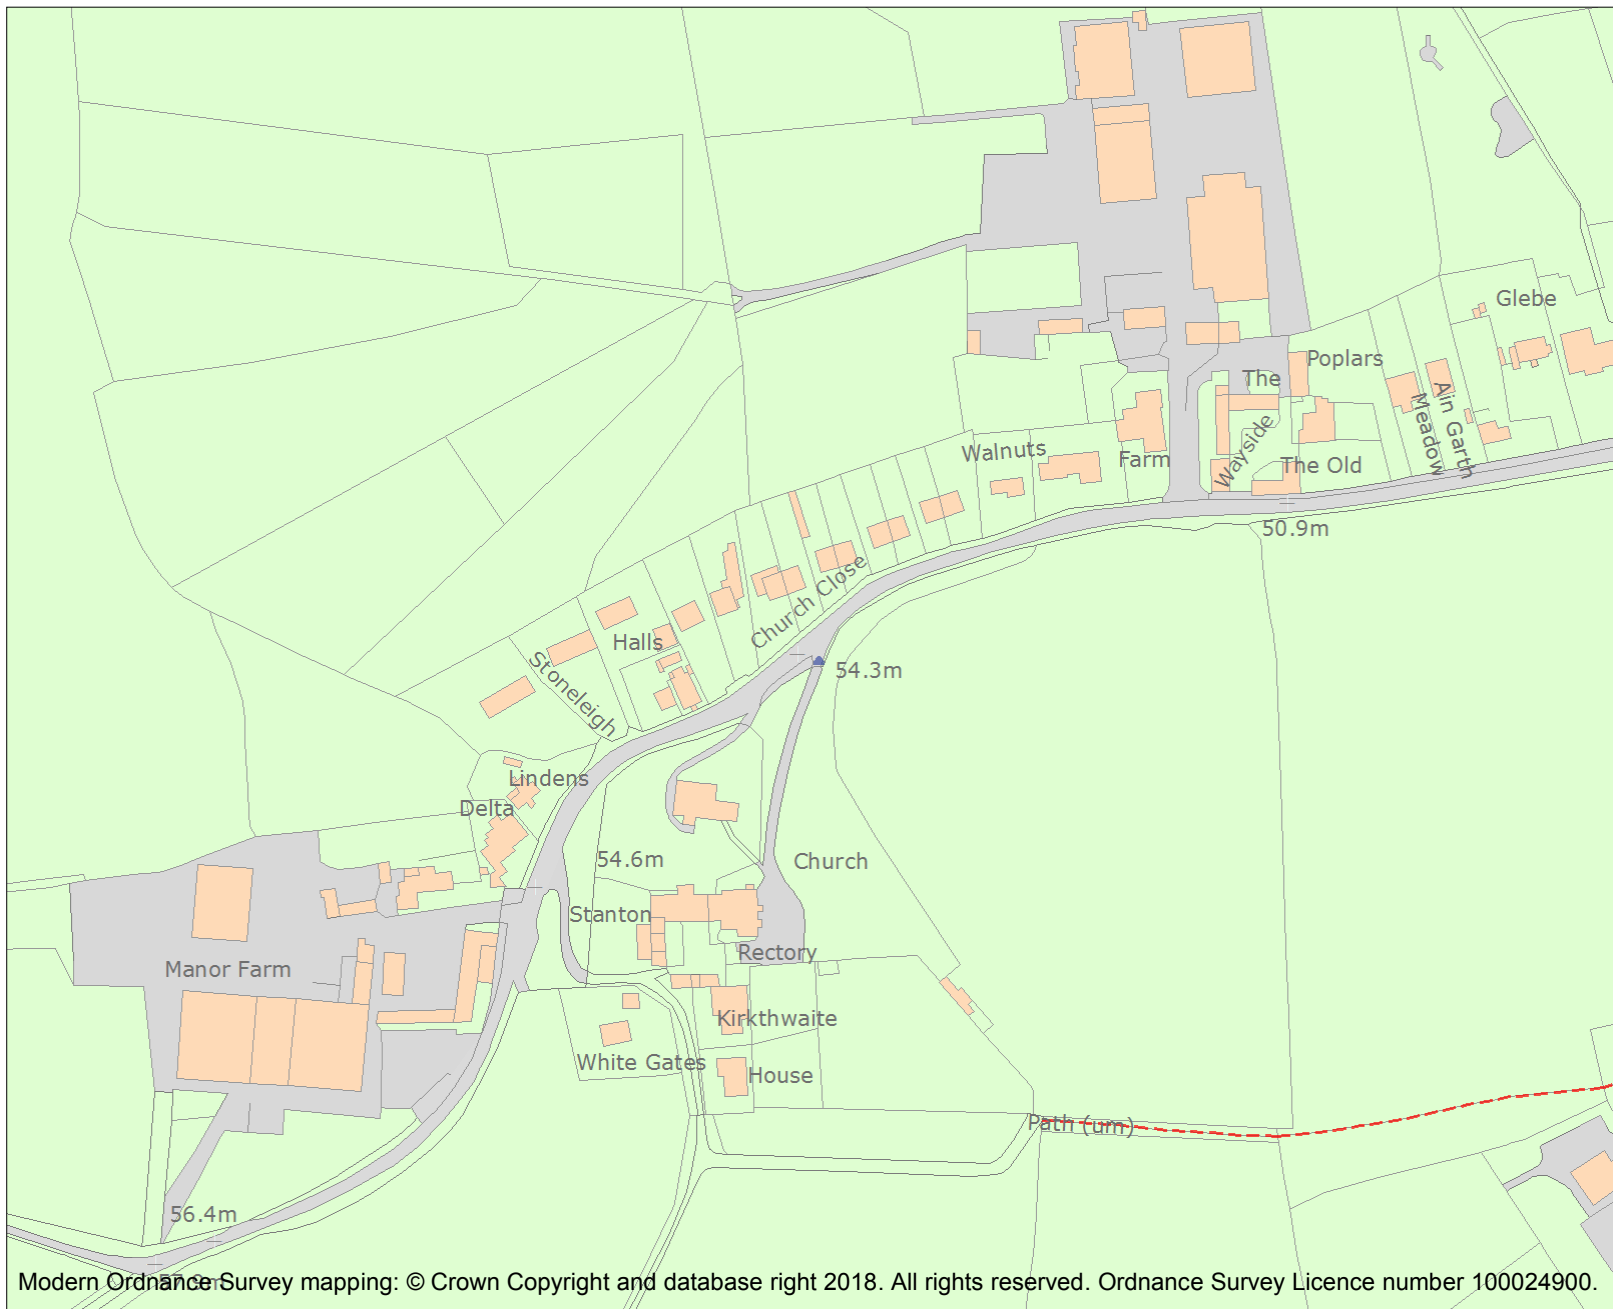 Glebe
Poplars
The
Ain Garth
Meadow
Wayside
Walnuts
Farm
The Old
50.9m
Church Close
Halls
Stoneleigh
54.3m
Lindens
Delta
54.6m
Church
Stanton
Rectory
Manor Farm
Kirkthwaite
White Gates
House
Path (um)
56.4m
Modern Ordnance Survey mapping: © Crown Copyright and database right 2018. All rights reserved. Ordnance Survey Licence number 100024900.